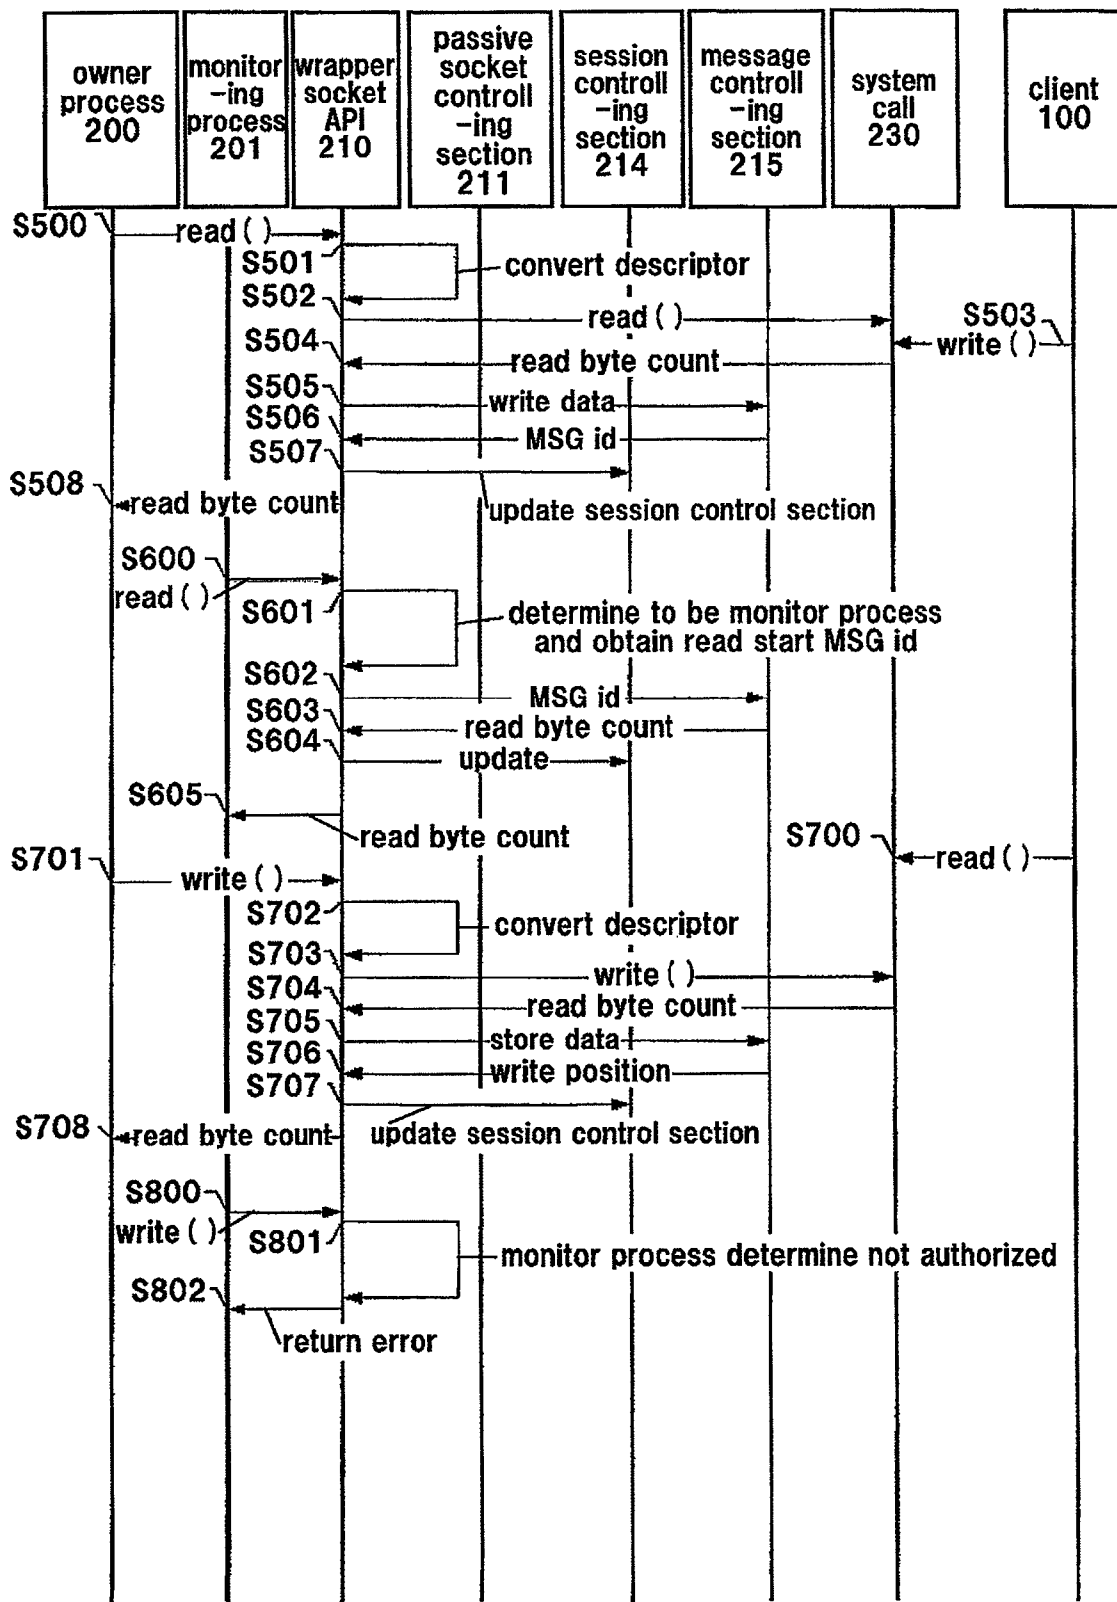 owner
process
200
monitor
-ing
process
201
wrapper
socket
API
210
passive
socket
controll
-ing
section
211
session
controll
-ing
section
214
message
controll
-ing
section
215
system
call
230
client
100
S500
read ( )
S501
convert descriptor
S502
read ( )
S503
write ( )
S504
read byte count
S505
write data
S506
MSG id
S507
update session control section
S508
read byte count
S600
read ( )
S601
determine to be monitor process
and obtain read start MSG id
S602
MSG id
S603
read byte count
S604
update
S605
read byte count
S700
read ( )
S701
write ( )
S702
convert descriptor
S703
write ( )
S704
read byte count
S705
store data
S706
write position
S707
update session control section
S708
read byte count
S800
write ( )
S801
monitor process determine not authorized
S802
return error